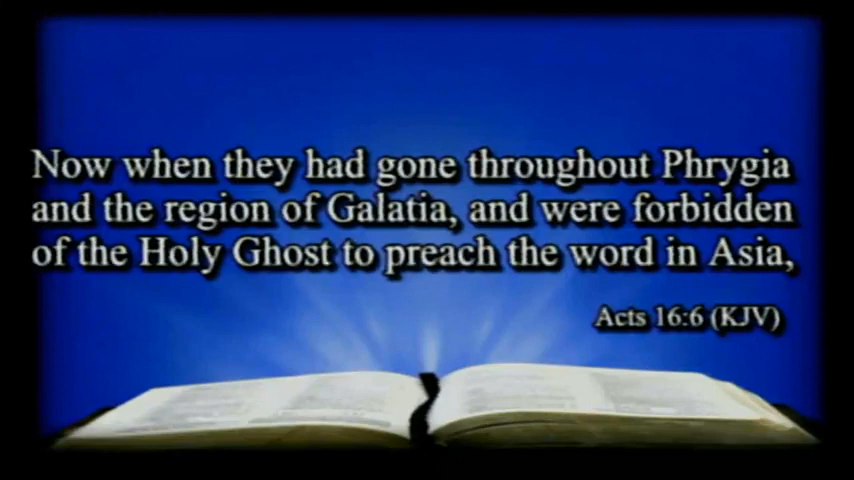 Now when they had gone throughout Phrygia
and the region of Galatia, and were forbidden
of the Holy Ghost to preach the word in Asia,
Acts 16:6 (KJV)